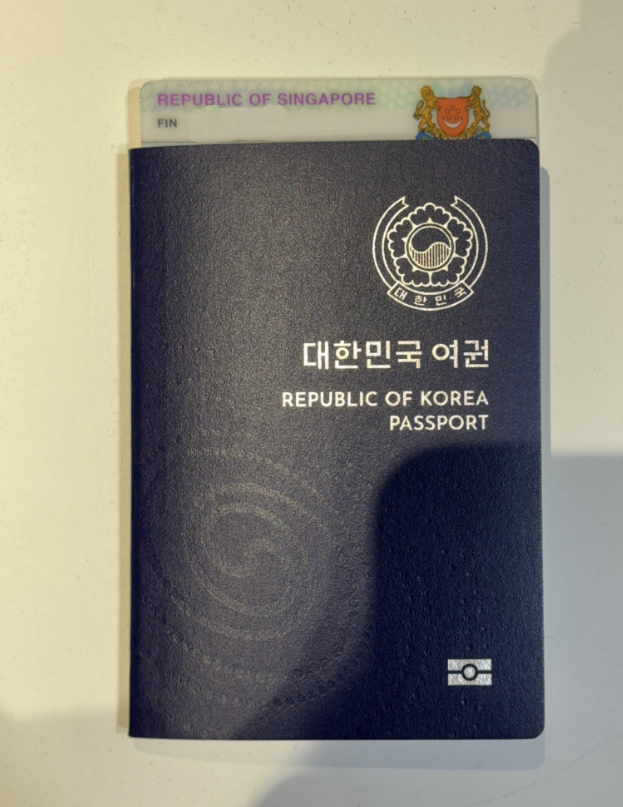 REPUBLIC OF SINGAPORE
FIN
대한민국
대한민국 여권
REPUBLIC OF KOREA
PASSPORT